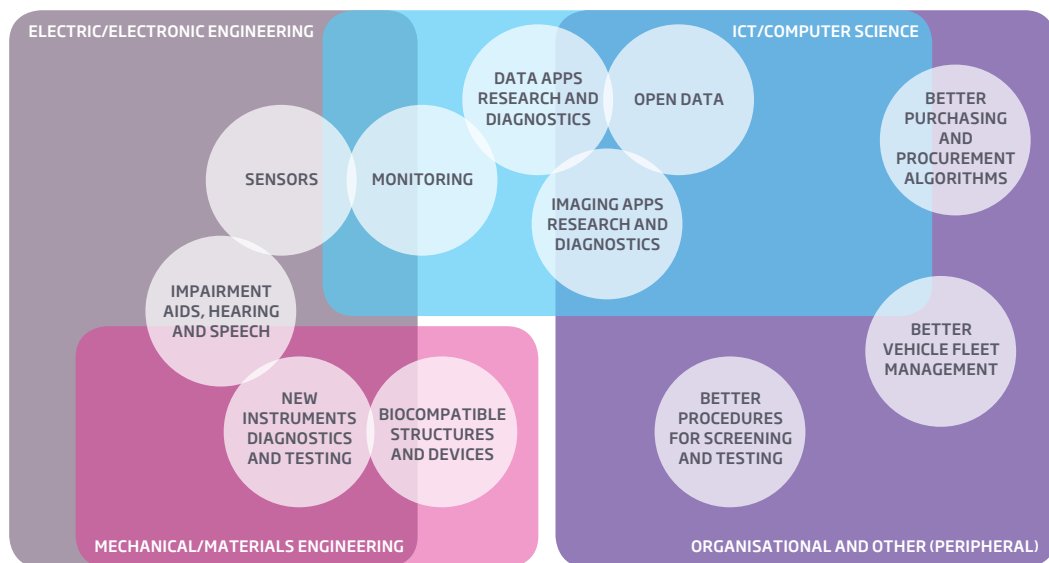 ELECTRIC/ELECTRONIC ENGINEERING
ICT/COMPUTER SCIENCE
DATA APPS
RESEARCH AND
DIAGNOSTICS
OPEN DATA
BETTER
PURCHASING
AND
PROCUREMENT
ALGORITHMS
SENSORS
MONITORING
IMAGING APPS
RESEARCH AND
DIAGNOSTICS
IMPAIRMENT
AIDS, HEARING
AND SPEECH
BETTER
VEHICLE FLEET
MANAGEMENT
NEW
INSTRUMENTS
DIAGNOSTICS
AND TESTING
BIOCOMPATIBLE
STRUCTURES
AND DEVICES
BETTER
PROCEDURES
FOR SCREENING
AND TESTING
MECHANICAL/MATERIALS ENGINEERING
ORGANISATIONAL AND OTHER (PERIPHERAL)